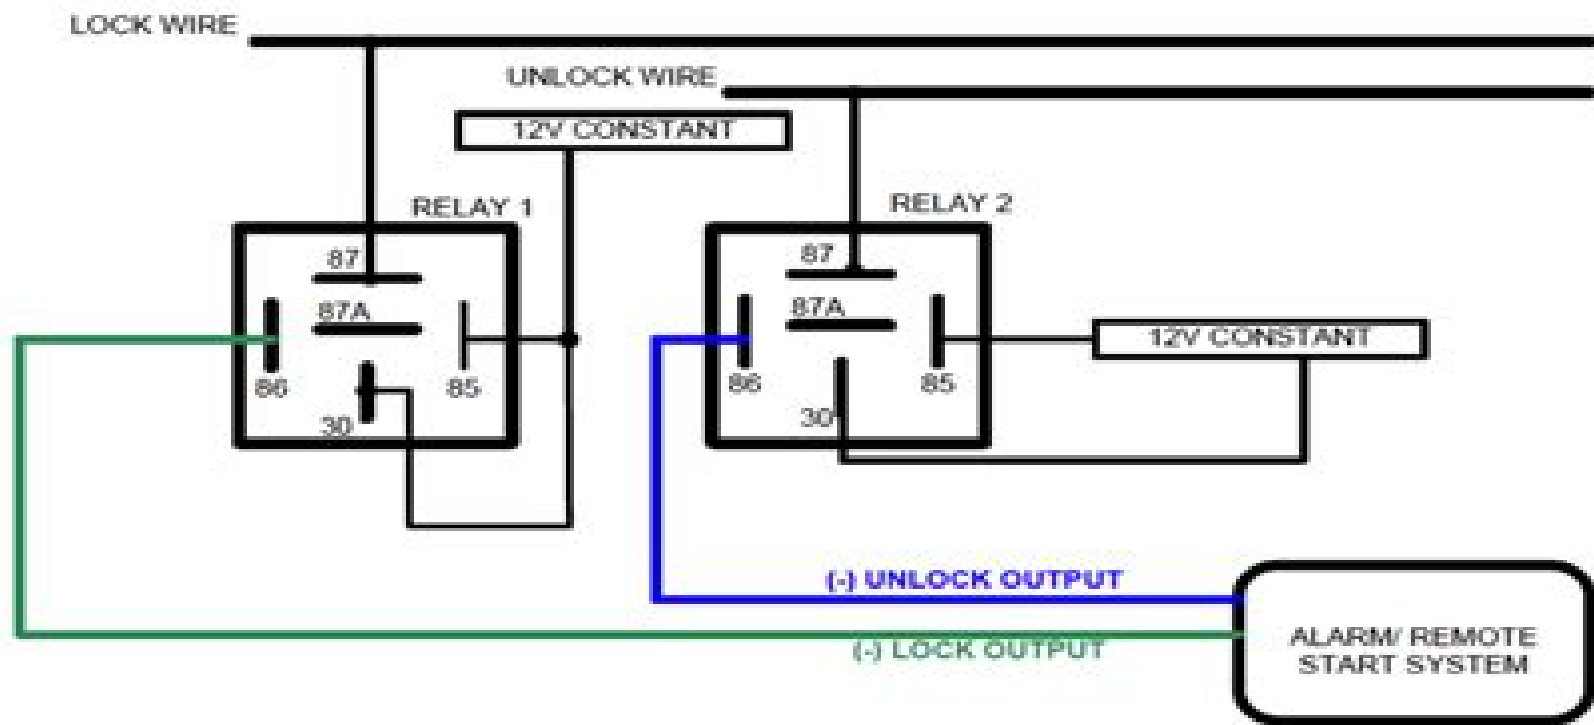 LOCK WIRE
UNLOCK WIRE
12V CONSTANT
RELAY 1
RELAY 2
87
87A
86
85
30
87
87A
86
85
30
12V CONSTANT
(-) UNLOCK OUTPUT
(-) LOCK OUTPUT
ALARM/ REMOTE
START SYSTEM